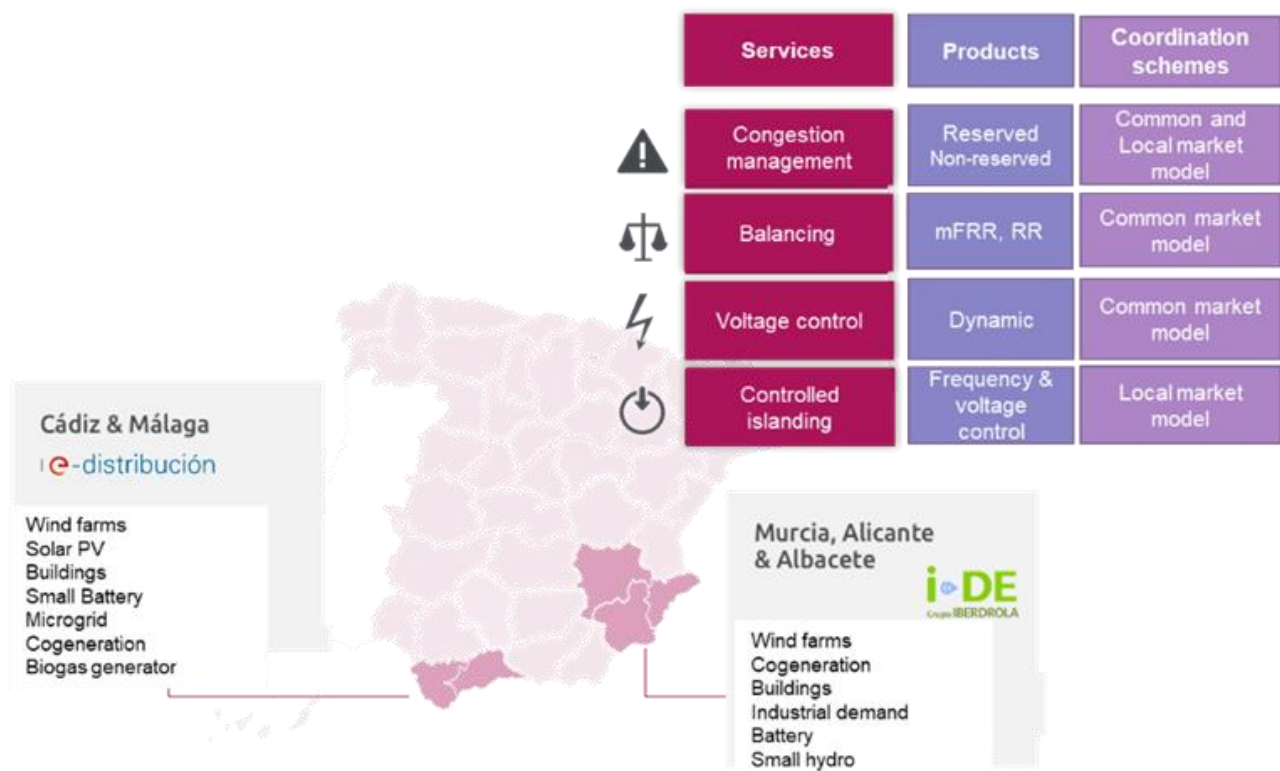 Services
Products
Coordination
schemes
Congestion
management
Reserved
Non-reserved
Common and
Local market
model
Balancing
mFRR, RR
Common market
model
Voltage control
Dynamic
Common market
model
Controlled
islanding
Frequency &
voltage
control
Local market
model
Cádiz & Málaga
e-distribución
Wind farms
Solar PV
Buildings
Small Battery
Microgrid
Cogeneration
Biogas generator
Murcia, Alicante
& Albacete
i-DE
Grupo IBERDROLA
Wind farms
Cogeneration
Buildings
Industrial demand
Battery
Small hydro